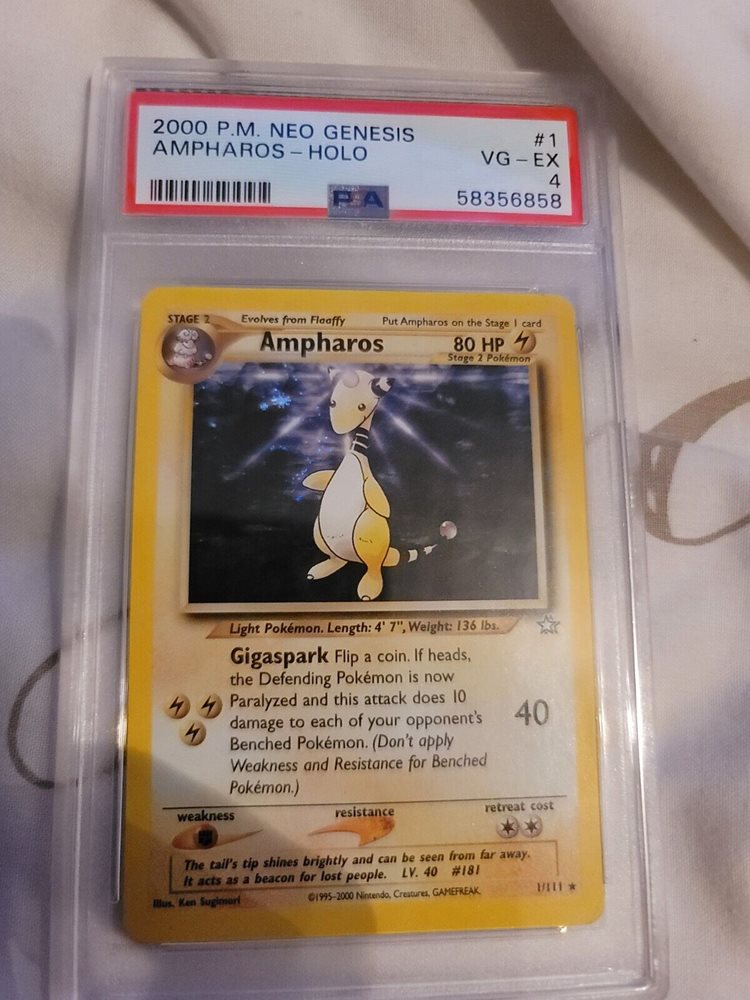 2000 P.M. NEO GENESIS #1
AMPHAROS - HOLO VG - EX
4
PSA 58356858
STAGE 2 Evolves from Flaaffy Put Ampharos on the Stage 1 card
Ampharos 80 HP
Stage 2 Pokémon
Light Pokémon. Length: 4' 7", Weight: 136 lbs.
Gigaspark Flip a coin. If heads,
the Defending Pokémon is now
Paralyzed and this attack does 10
damage to each of your opponent's
Benched Pokémon. (Don't apply
Weakness and Resistance for Benched
Pokémon.)
40
weakness resistance retreat cost
The tail's tip shines brightly and can be seen from far away.
It acts as a beacon for lost people. LV. 40 #181
Illus. Ken Sugimori ©1995-2000 Nintendo, Creatures, GAMEFREAK. 1/111 ★